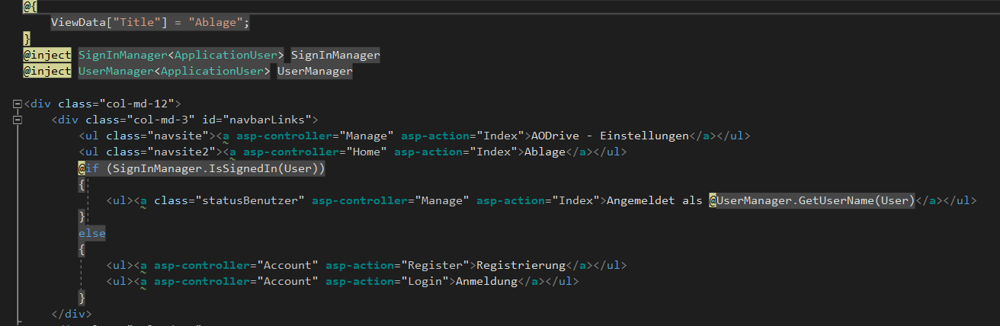 @{
ViewData["Title"] = "Ablage";
}
@inject SignInManager<ApplicationUser> SignInManager
@inject UserManager<ApplicationUser> UserManager
<div class="col-md-12">
<div class="col-md-3" id="navbarLinks">
<ul class="navsite"><a asp-controller="Manage" asp-action="Index">AODrive - Einstellungen</a></ul>
<ul class="navsite2"><a asp-controller="Home" asp-action="Index">Ablage</a></ul>
@if (SignInManager.IsSignedIn(User))
{
<ul><a class="statusBenutzer" asp-controller="Manage" asp-action="Index">Angemeldet als @UserManager.GetUserName(User)</a></ul>
}
else
{
<ul><a asp-controller="Account" asp-action="Register">Registrierung</a></ul>
<ul><a asp-controller="Account" asp-action="Login">Anmeldung</a></ul>
}
</div>